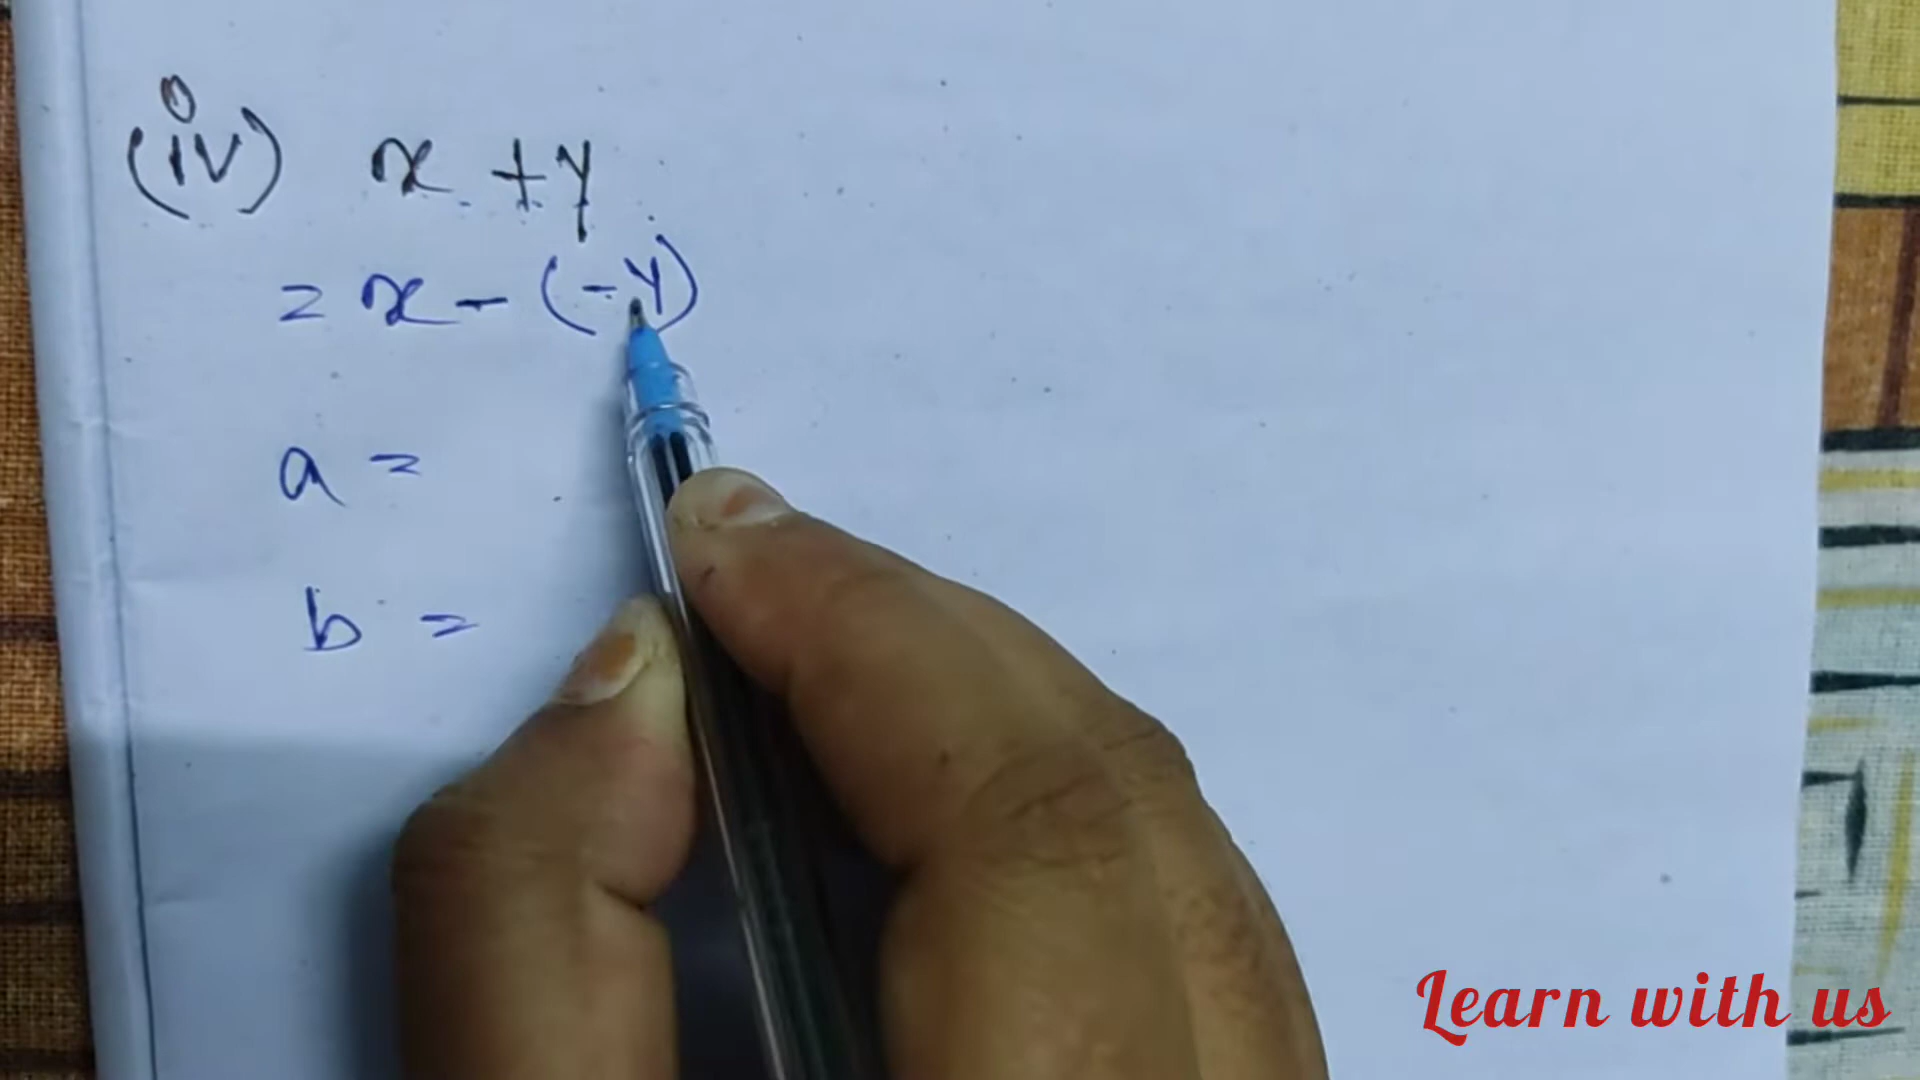 (iv) x + y
= x - (-y)
a =
b =
Learn with us